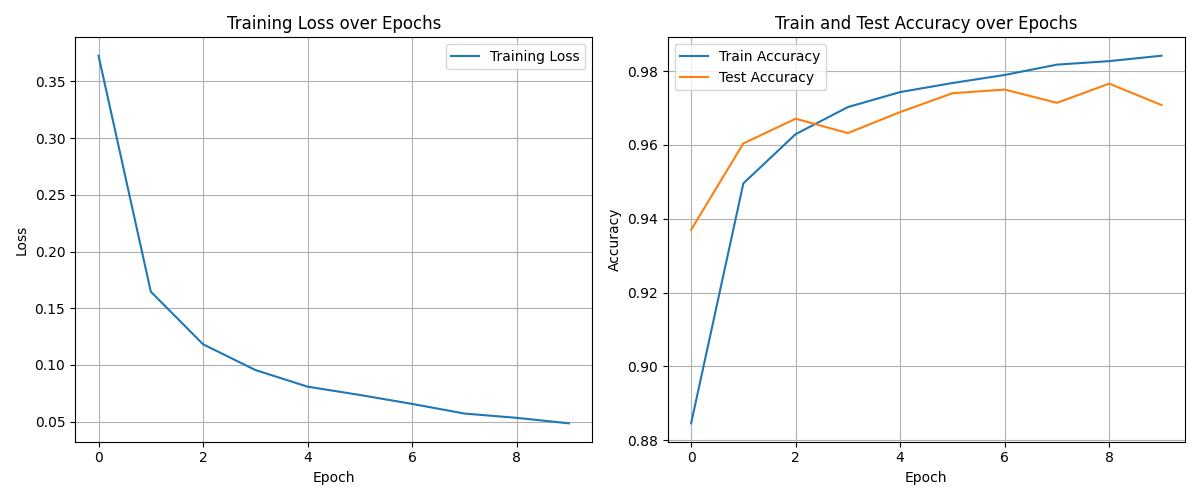 Training Loss over Epochs
Training Loss
0.35
0.30
0.25
0.20
0.15
0.10
0.05
Loss
0 2 4 6 8
Epoch
Train and Test Accuracy over Epochs
Train Accuracy
Test Accuracy
0.98
0.96
0.94
0.92
0.90
0.88
Accuracy
0 2 4 6 8
Epoch